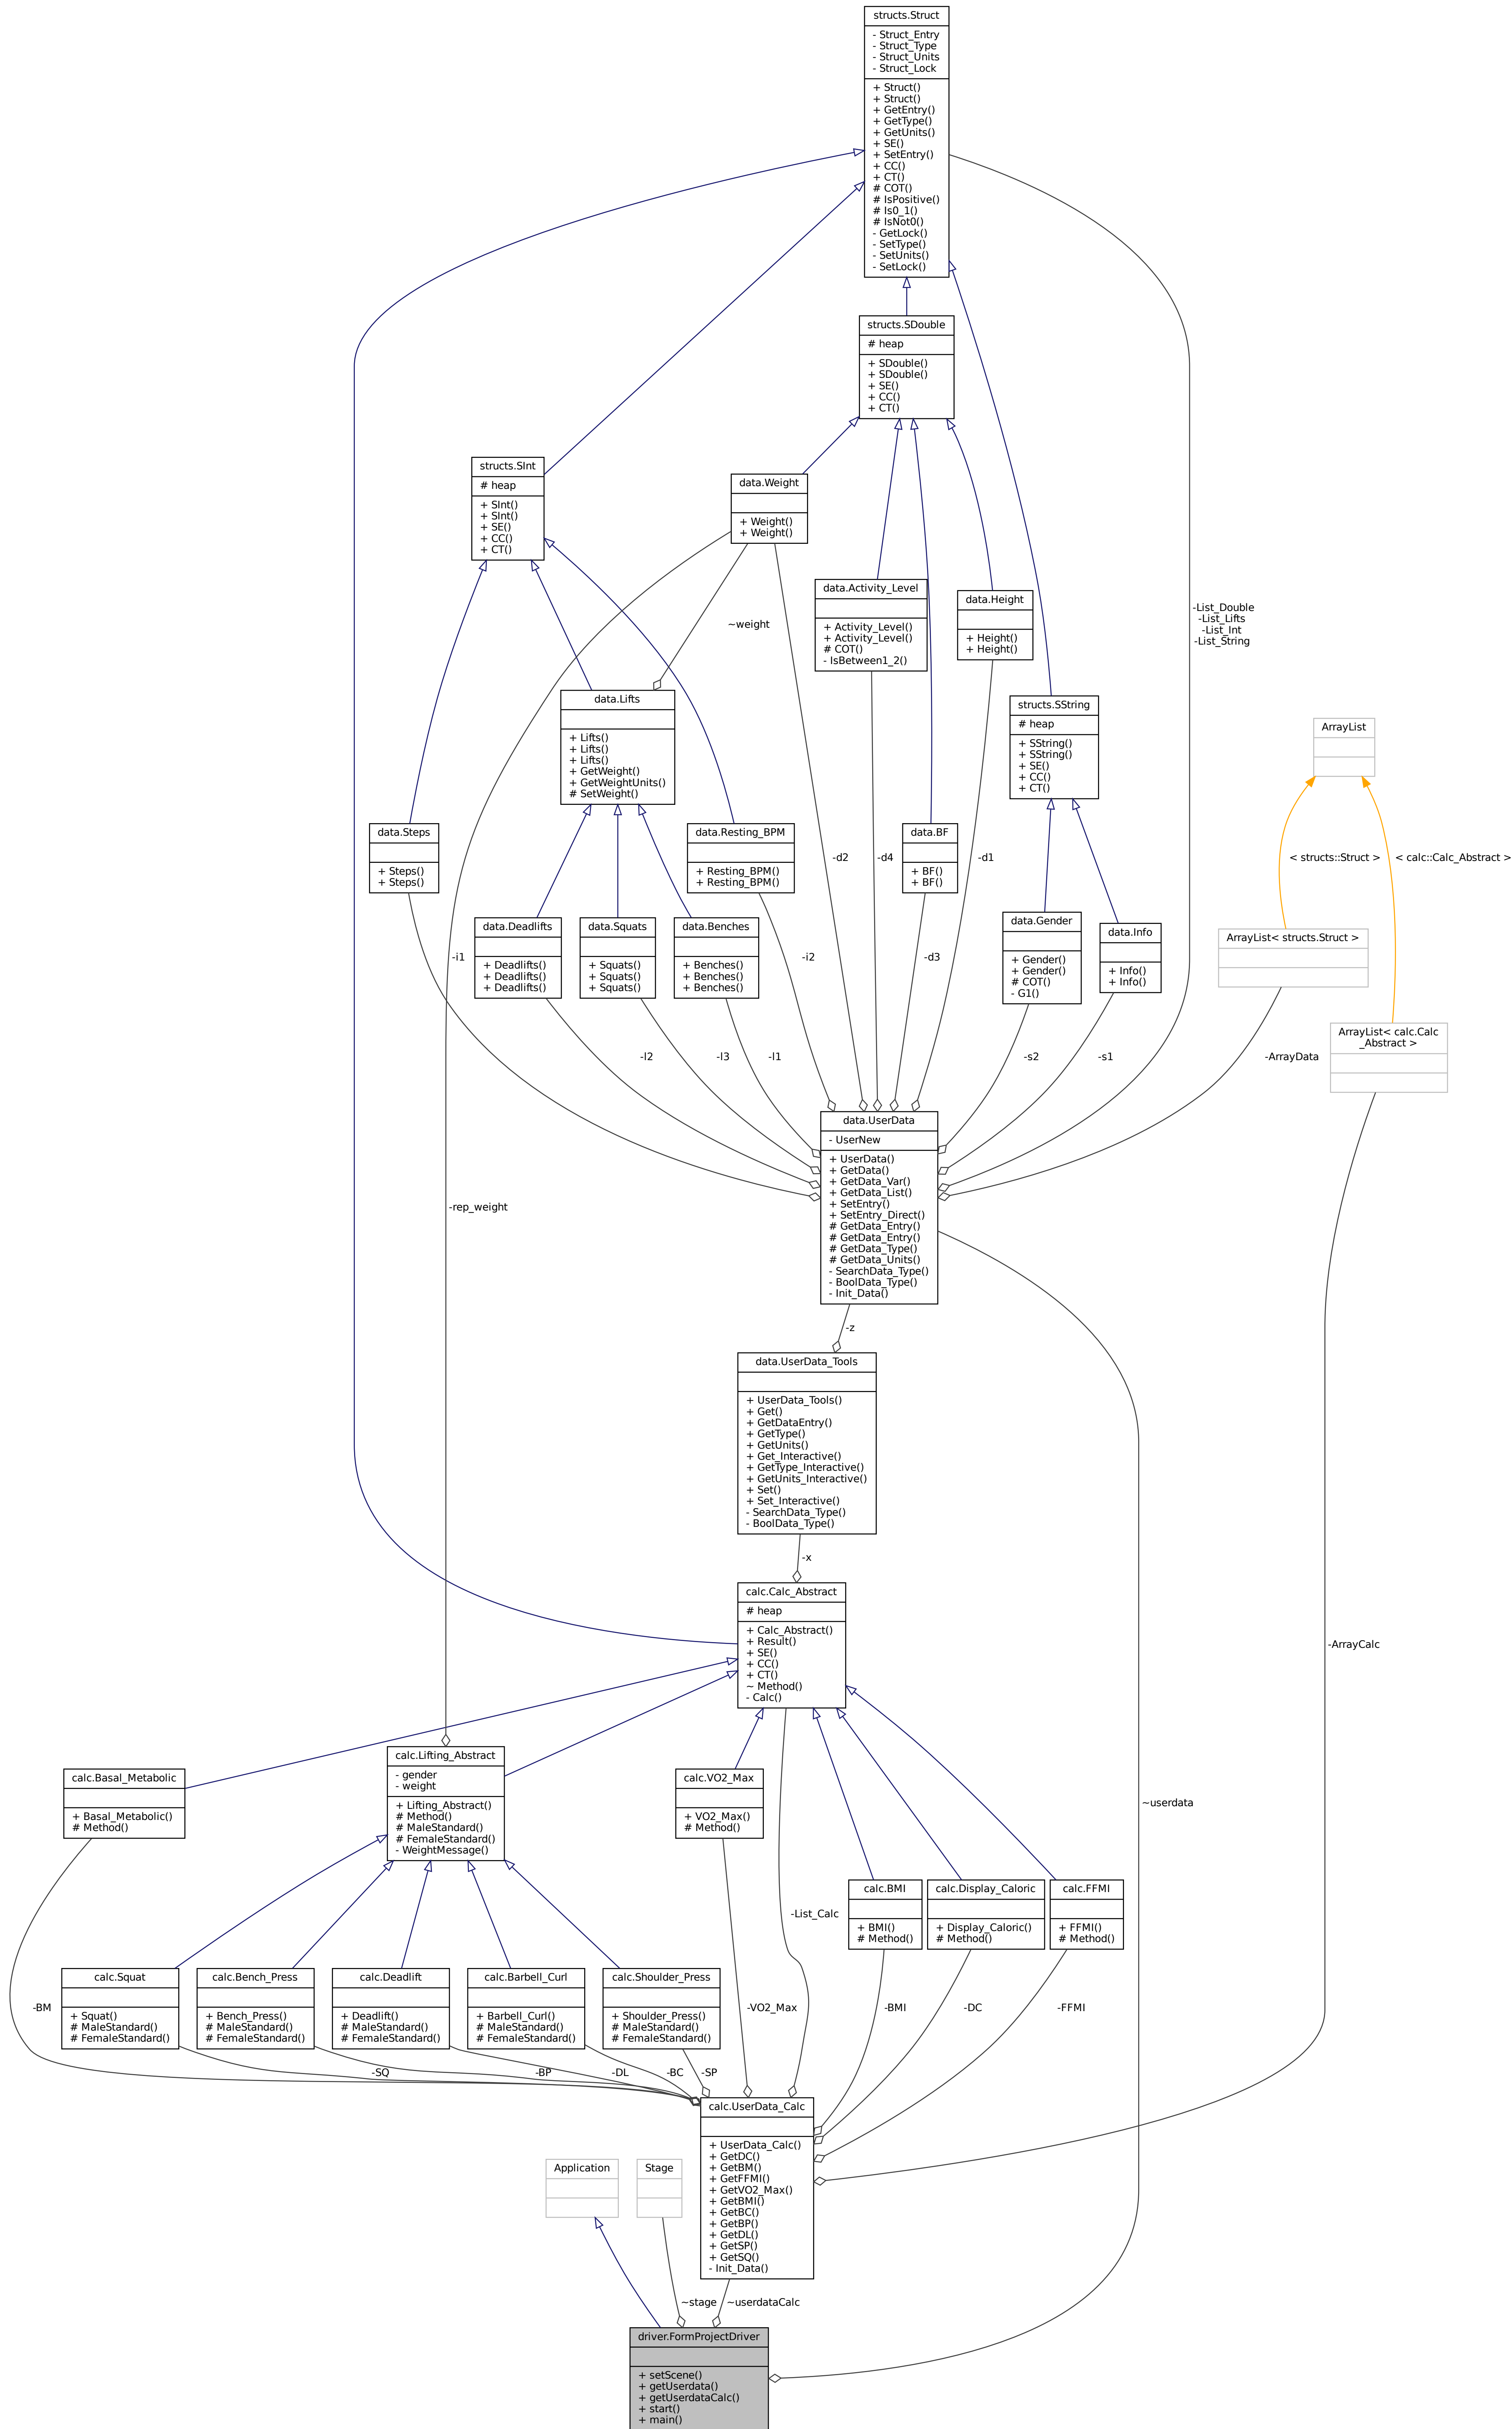 structs.Struct
- Struct_Entry
- Struct_Type
- Struct_Units
- Struct_Lock
+ Struct()
+ Struct()
+ GetEntry()
+ GetType()
+ GetUnits()
+ SE()
+ SetEntry()
+ CC()
+ CT()
# COT()
# IsPositive()
# Is0_1()
# IsNot0()
- GetLock()
- SetType()
- SetUnits()
- SetLock()
structs.SDouble
# heap
+ SDouble()
+ SDouble()
+ SE()
+ CC()
+ CT()
structs.SInt
# heap
+ SInt()
+ SInt()
+ SE()
+ CC()
+ CT()
data.Weight
+ Weight()
+ Weight()
data.Activity_Level
+ Activity_Level()
+ Activity_Level()
# COT()
- IsBetween1_2()
data.Height
+ Height()
+ Height()
-List_Double
-List_Lifts
-List_Int
-List_String
~weight
data.Lifts
+ Lifts()
+ Lifts()
+ Lifts()
+ GetWeight()
+ GetWeightUnits()
# SetWeight()
structs.SString
# heap
+ SString()
+ SString()
+ SE()
+ CC()
+ CT()
ArrayList
data.Steps
+ Steps()
+ Steps()
data.Resting_BPM
+ Resting_BPM()
+ Resting_BPM()
-d2
-d4
data.BF
+ BF()
+ BF()
-d1
< structs::Struct >
< calc::Calc_Abstract >
data.Deadlifts
+ Deadlifts()
+ Deadlifts()
+ Deadlifts()
data.Squats
+ Squats()
+ Squats()
+ Squats()
data.Benches
+ Benches()
+ Benches()
+ Benches()
-i1
-i2
-d3
data.Gender
+ Gender()
+ Gender()
# COT()
- G1()
data.Info
+ Info()
+ Info()
ArrayList< structs.Struct >
ArrayList< calc.Calc
_Abstract >
-l2
-l3
-l1
-s2
-s1
-ArrayData
data.UserData
- UserNew
+ UserData()
+ GetData()
+ GetData_Var()
+ GetData_List()
+ SetEntry()
+ SetEntry_Direct()
# GetData_Entry()
# GetData_Entry()
# GetData_Type()
# GetData_Units()
- SearchData_Type()
- BoolData_Type()
- Init_Data()
-rep_weight
-z
data.UserData_Tools
+ UserData_Tools()
+ Get()
+ GetDataEntry()
+ GetType()
+ GetUnits()
+ Get_Interactive()
+ GetType_Interactive()
+ GetUnits_Interactive()
+ Set()
+ Set_Interactive()
- SearchData_Type()
- BoolData_Type()
-x
calc.Calc_Abstract
# heap
+ Calc_Abstract()
+ Result()
+ SE()
+ CC()
+ CT()
~ Method()
- Calc()
-ArrayCalc
calc.Basal_Metabolic
+ Basal_Metabolic()
# Method()
calc.Lifting_Abstract
- gender
- weight
+ Lifting_Abstract()
# Method()
# MaleStandard()
# FemaleStandard()
- WeightMessage()
calc.VO2_Max
+ VO2_Max()
# Method()
~userdata
-List_Calc
calc.BMI
+ BMI()
# Method()
calc.Display_Caloric
+ Display_Caloric()
# Method()
calc.FFMI
+ FFMI()
# Method()
-BM
calc.Squat
+ Squat()
# MaleStandard()
# FemaleStandard()
calc.Bench_Press
+ Bench_Press()
# MaleStandard()
# FemaleStandard()
calc.Deadlift
+ Deadlift()
# MaleStandard()
# FemaleStandard()
calc.Barbell_Curl
+ Barbell_Curl()
# MaleStandard()
# FemaleStandard()
calc.Shoulder_Press
+ Shoulder_Press()
# MaleStandard()
# FemaleStandard()
-VO2_Max
-BMI
-DC
-FFMI
-SQ
-BP
-DL
-BC
-SP
calc.UserData_Calc
+ UserData_Calc()
+ GetDC()
+ GetBM()
+ GetFFMI()
+ GetVO2_Max()
+ GetBMI()
+ GetBC()
+ GetBP()
+ GetDL()
+ GetSP()
+ GetSQ()
- Init_Data()
Application
Stage
~stage
~userdataCalc
driver.FormProjectDriver
+ setScene()
+ getUserdata()
+ getUserdataCalc()
+ start()
+ main()